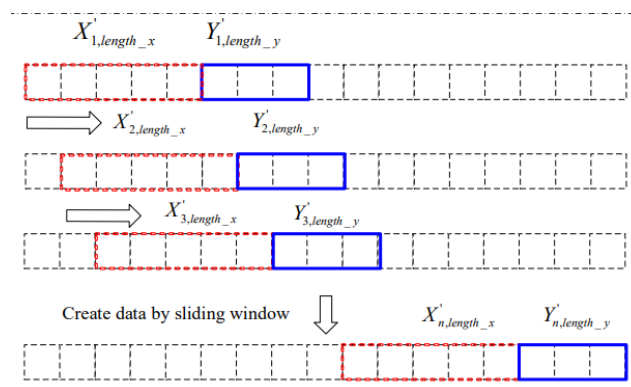 X'1,length_x Y'1,length_y
X'2,length_x Y'2,length_y
X'3,length_x Y'3,length_y
Create data by sliding window X'n,length_x Y'n,length_y